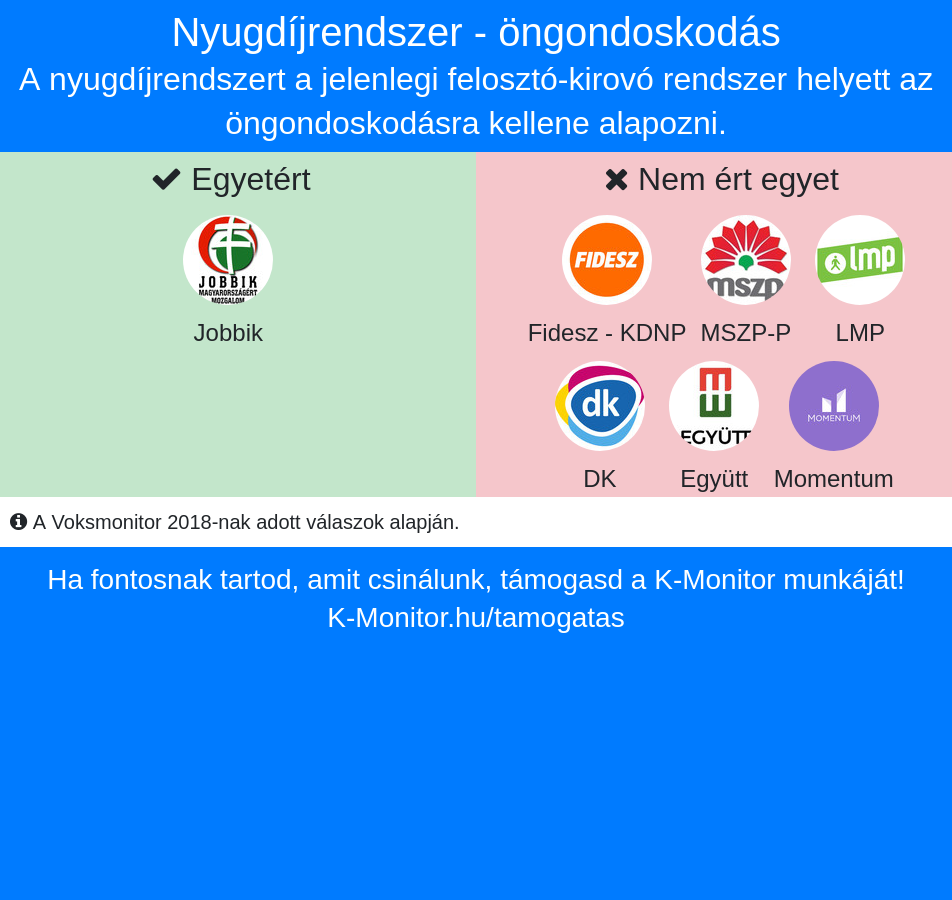 Nyugdíjrendszer - öngondoskodás
A nyugdíjrendszert a jelenlegi felosztó-kirovó rendszer helyett az
öngondoskodásra kellene alapozni.
Egyetért
Nem ért egyet
JOBBIK
MAGYARORSZÁGÉRT
MOZGALOM
Jobbik
FIDESZ
mszp
lmp
Fidesz - KDNP
MSZP-P
LMP
dk
EGYÜTT
MOMENTUM
DK
Együtt
Momentum
A Voksmonitor 2018-nak adott válaszok alapján.
Ha fontosnak tartod, amit csinálunk, támogasd a K-Monitor munkáját!
K-Monitor.hu/tamogatas